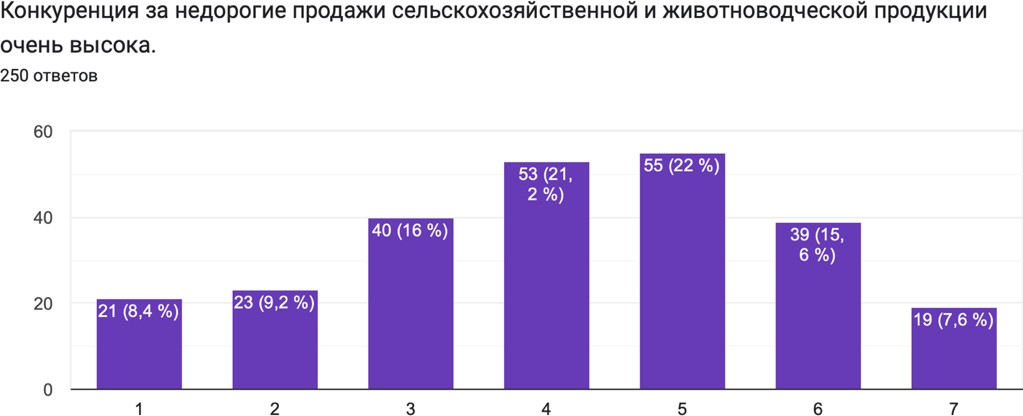 Конкуренция за недорогие продажи сельскохозяйственной и животноводческой продукции
очень высока.
250 ответов
60
40
20
0
21 (8,4 %)
23 (9,2 %)
40 (16 %)
53 (21,
2 %)
55 (22 %)
39 (15,
6 %)
19 (7,6 %)
1 2 3 4 5 6 7